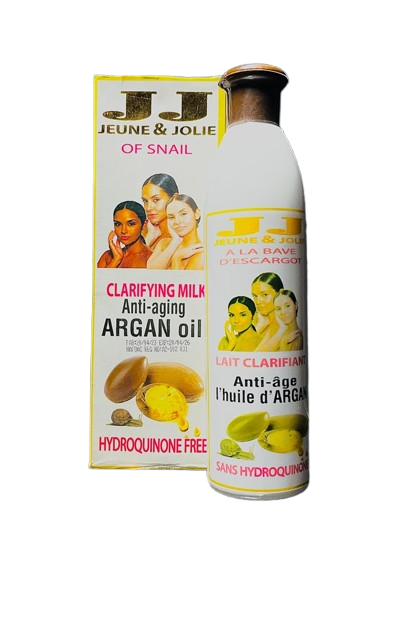 JJ
JEUNE & JOLIE
OF SNAIL
CLARIFYING MILK
Anti-aging
ARGAN oil
HYDROQUINONE FREE
JJ
JEUNE & JOLIE
A LA BAVE
D'ESCARGOT
LAIT CLARIFIANT
Anti-âge
l'huile d'ARGAN
SANS HYDROQUINONE